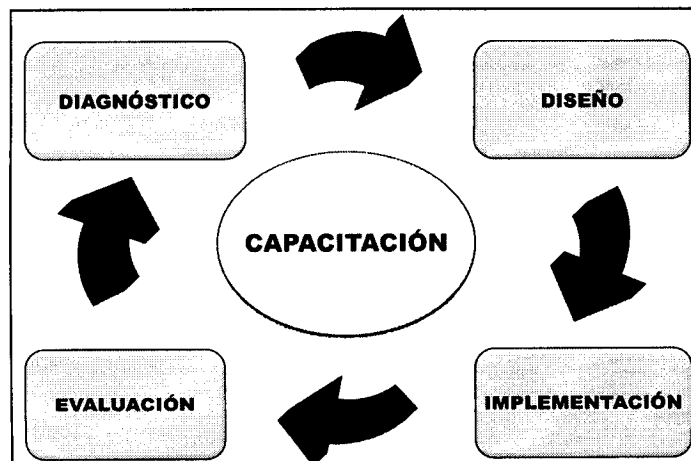 DIAGNÓSTICO
DISEÑO
CAPACITACIÓN
EVALUACIÓN
IMPLEMENTACIÓN